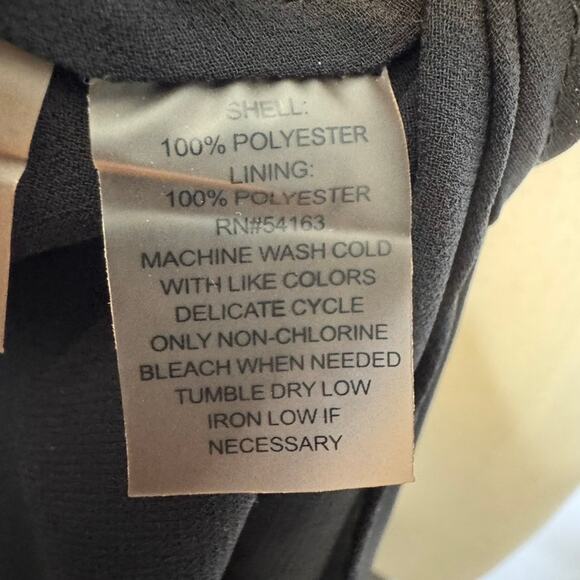 SHELL:
100% POLYESTER
LINING:
100% POLYESTER
RN#54163
MACHINE WASH COLD
WITH LIKE COLORS
DELICATE CYCLE
ONLY NON-CHLORINE
BLEACH WHEN NEEDED
TUMBLE DRY LOW
IRON LOW IF
NECESSARY